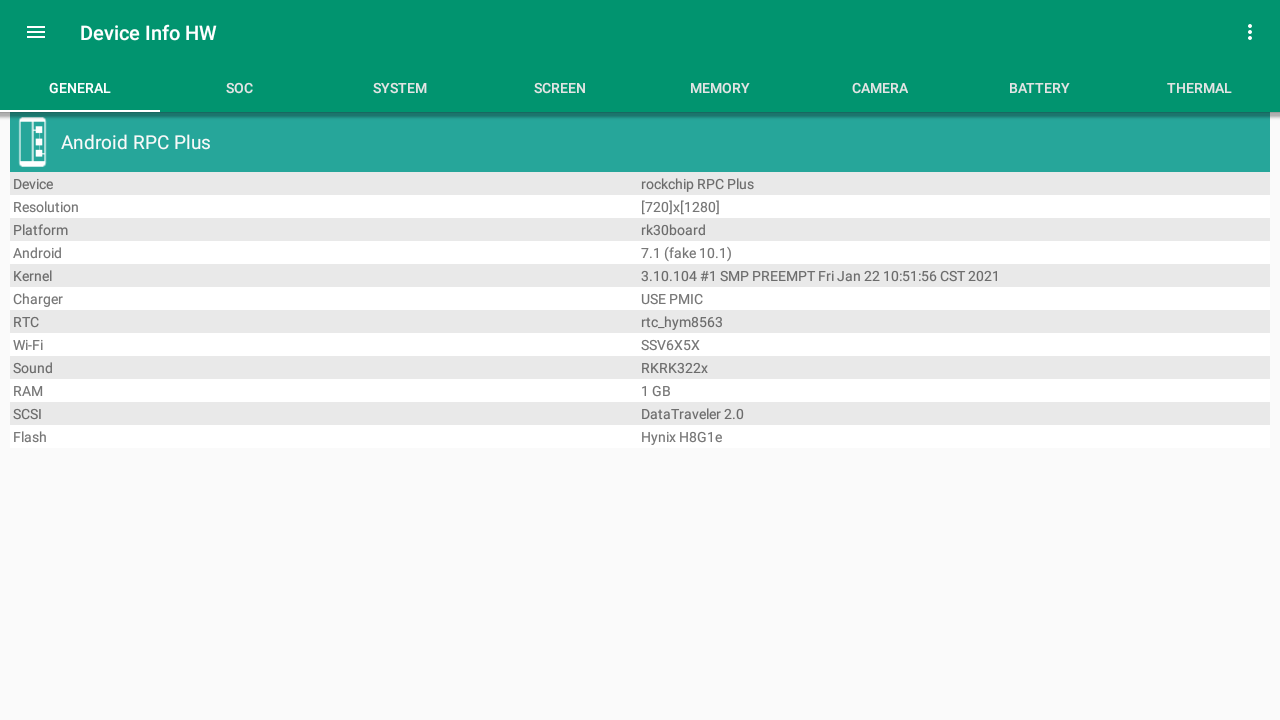 Device Info HW
GENERAL SOC SYSTEM SCREEN MEMORY CAMERA BATTERY THERMAL
Android RPC Plus
Device rockchip RPC Plus
Resolution [720]x[1280]
Platform rk30board
Android 7.1 (fake 10.1)
Kernel 3.10.104 #1 SMP PREEMPT Fri Jan 22 10:51:56 CST 2021
Charger USE PMIC
RTC rtc_hym8563
Wi-Fi SSV6X5X
Sound RKRK322x
RAM 1 GB
SCSI DataTraveler 2.0
Flash Hynix H8G1e